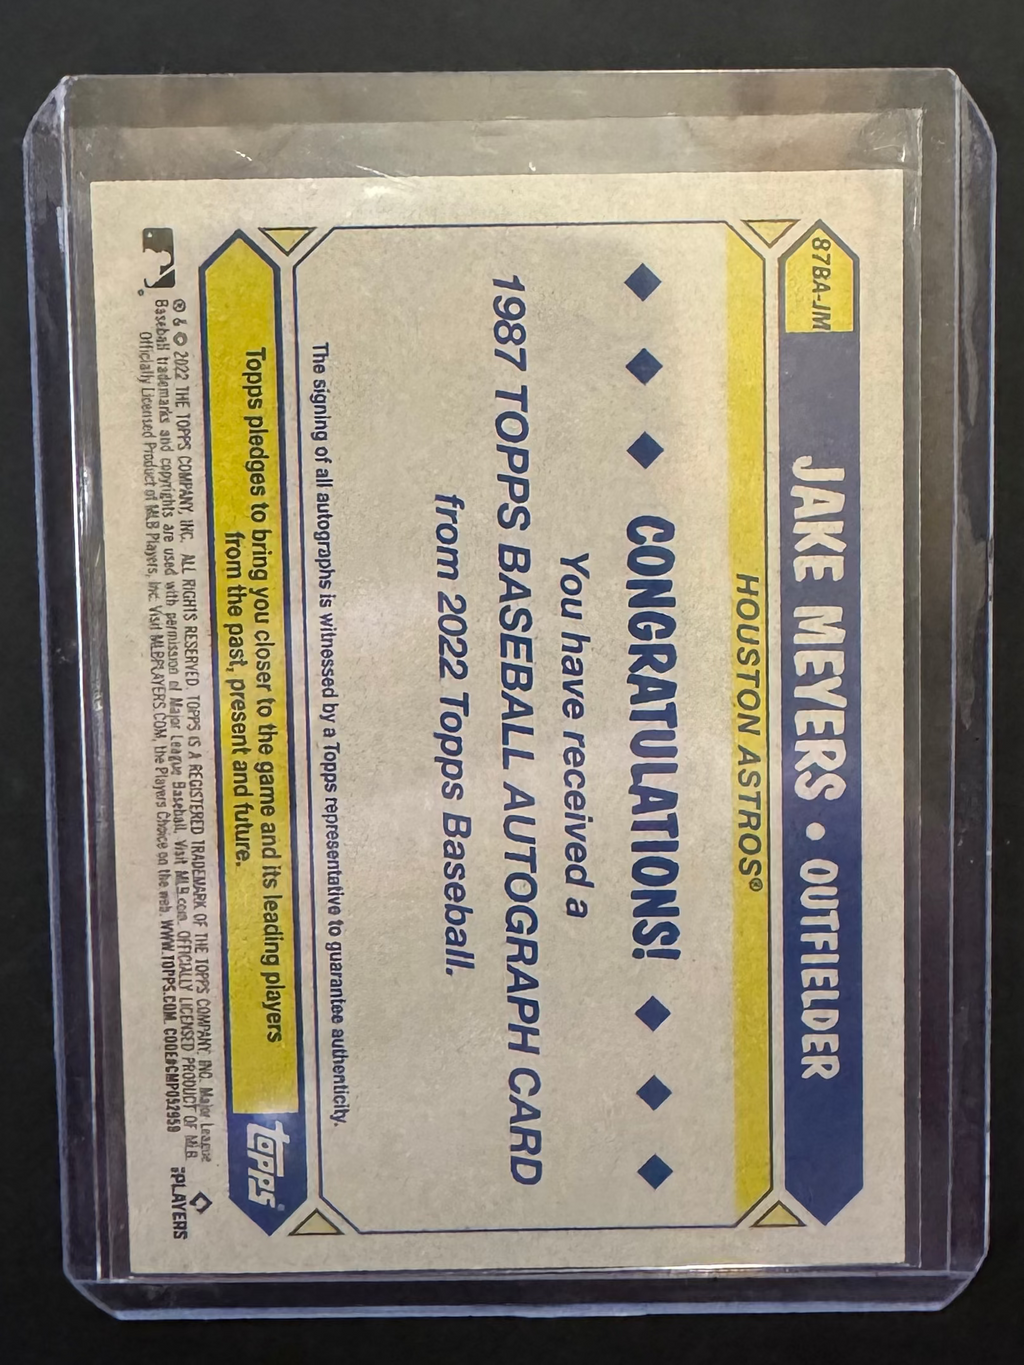 87BA-JM
JAKE MEYERS • OUTFIELDER
HOUSTON ASTROS®
CONGRATULATIONS!
You have received a
1987 TOPPS BASEBALL AUTOGRAPH CARD
from 2022 Topps Baseball.
The signing of all autographs is witnessed by a Topps representative to guarantee authenticity.
Topps pledges to bring you closer to the game and its leading players
from the past, present and future.
topps®
® & © 2022 THE TOPPS COMPANY, INC. ALL RIGHTS RESERVED. TOPPS IS A REGISTERED TRADEMARK OF THE TOPPS COMPANY, INC. Major League
Baseball trademarks and copyrights are used with permission of Major League Baseball. Visit MLB.com. OFFICIALLY LICENSED PRODUCT OF MLB
Officially Licensed Product of MLB Players, Inc. Visit MLBPLAYERS.COM, the Players Choice on the web. WWW.TOPPS.COM. CODE#CMP052959
PLAYERS